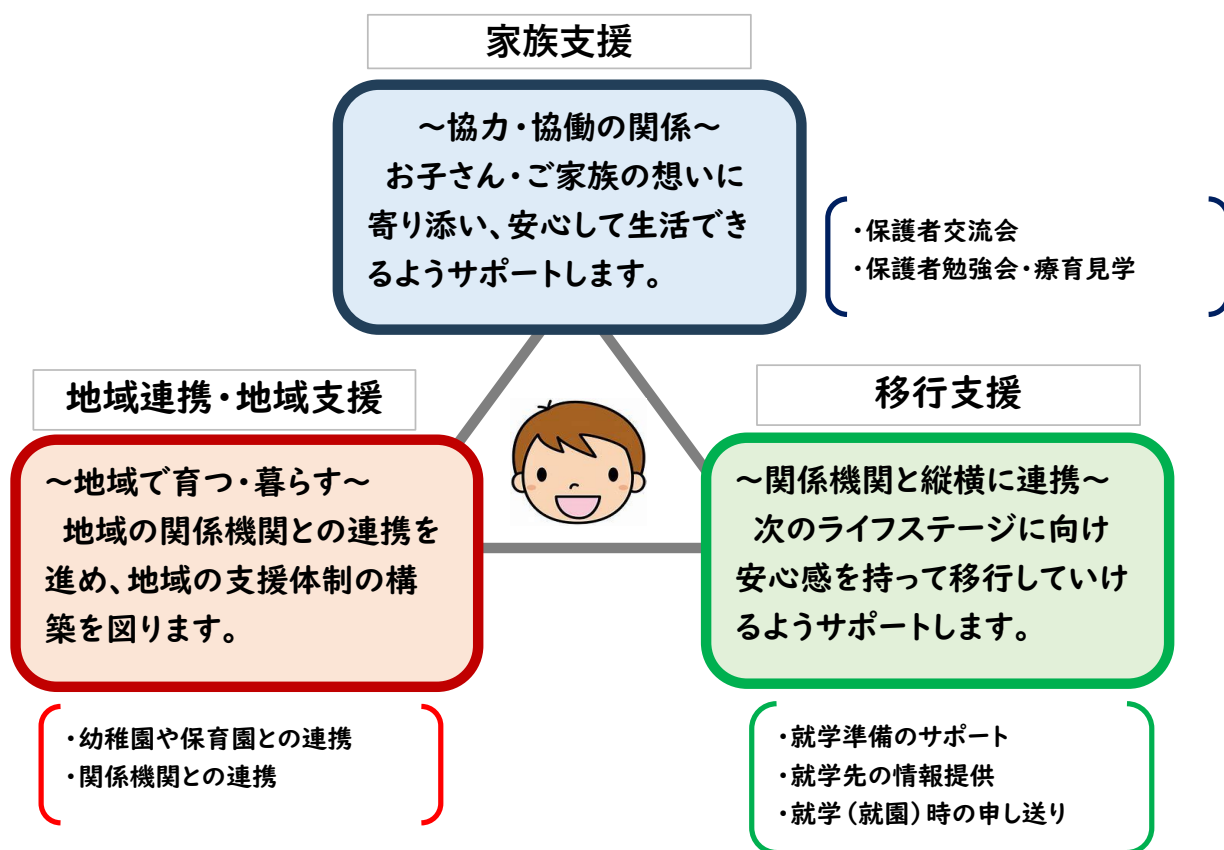 家族支援
～協力・協働の関係～
お子さん・ご家族の想いに
寄り添い、安心して生活でき
るようサポートします。
・保護者交流会
・保護者勉強会・療育見学
地域連携・地域支援
～地域で育つ・暮らす～
地域の関係機関との連携を
進め、地域の支援体制の構
築を図ります。
・幼稚園や保育園との連携
・関係機関との連携
移行支援
～関係機関と縦横に連携～
次のライフステージに向け
安心感を持って移行していけ
るようサポートします。
・就学準備のサポート
・就学先の情報提供
・就学(就園)時の申し送り